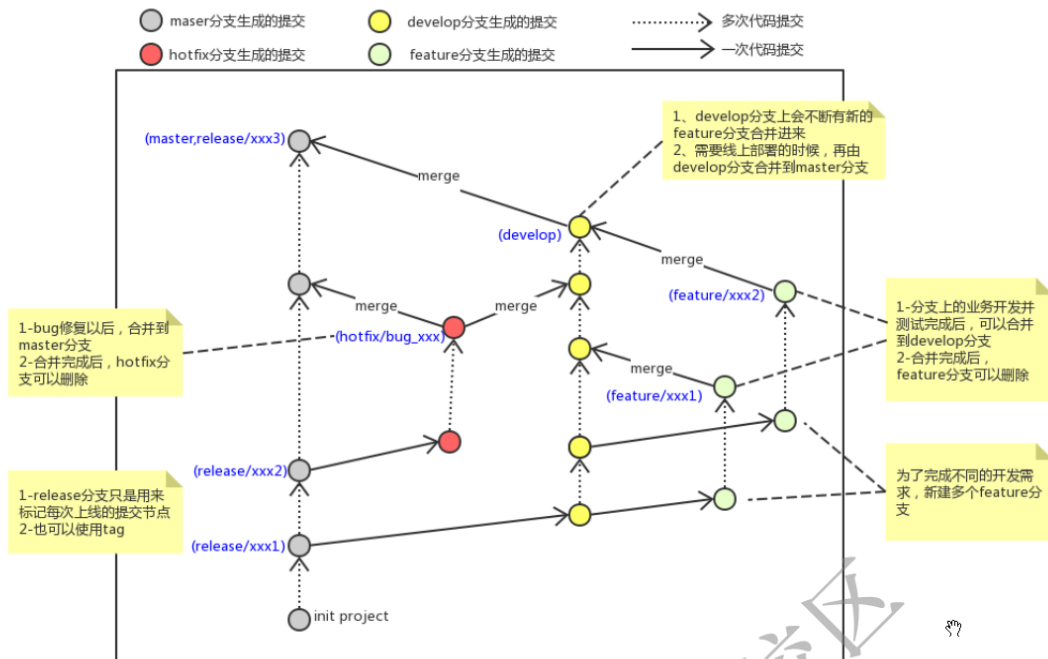 maser分支生成的提交
develop分支生成的提交
多次代码提交
hotfix分支生成的提交
feature分支生成的提交
一次代码提交
1、develop分支上会不断有新的
feature分支合并进来
2、需要线上部署的时候，再由
develop分支合并到master分支
(master,release/xxx3)
merge
(develop)
merge
(feature/xxx2)
merge
merge
1-分支上的业务开发并
测试完成后，可以合并
到develop分支
2-合并完成后，
feature分支可以删除
1-bug修复以后，合并到
master分支
2-合并完成后，hotfix分
支可以删除
(hotfix/bug_xxx)
merge
(feature/xxx1)
(release/xxx2)
为了完成不同的开发需
求，新建多个feature分
支
1-release分支只是用来
标记每次上线的提交节点
2-也可以使用tag
(release/xxx1)
init project